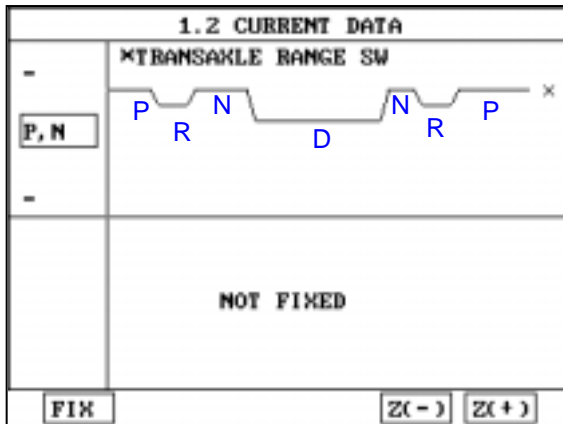 1.2 CURRENT DATA
-
×TRANSAXLE RANGE SW
×
P, N
P R N D N R P
-
NOT FIXED
FIX Z(-) Z(+)